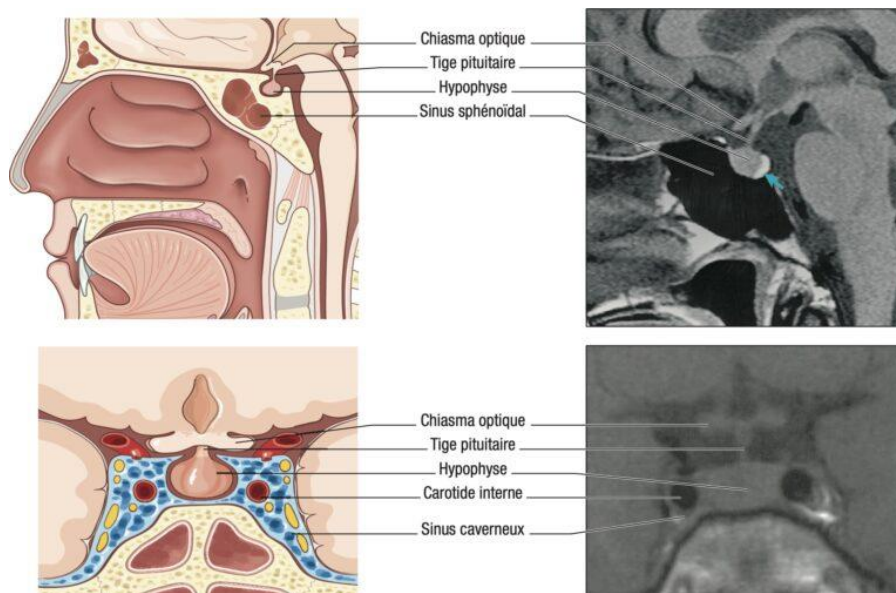 Chiasma optique
Tige pituitaire
Hypophyse
Sinus sphénoïdal
Chiasma optique
Tige pituitaire
Hypophyse
Carotide interne
Sinus caverneux